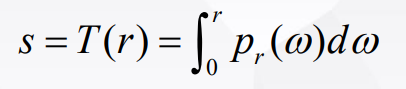 s = T(r) = ∫₀ʳ pᵣ(ω)dω